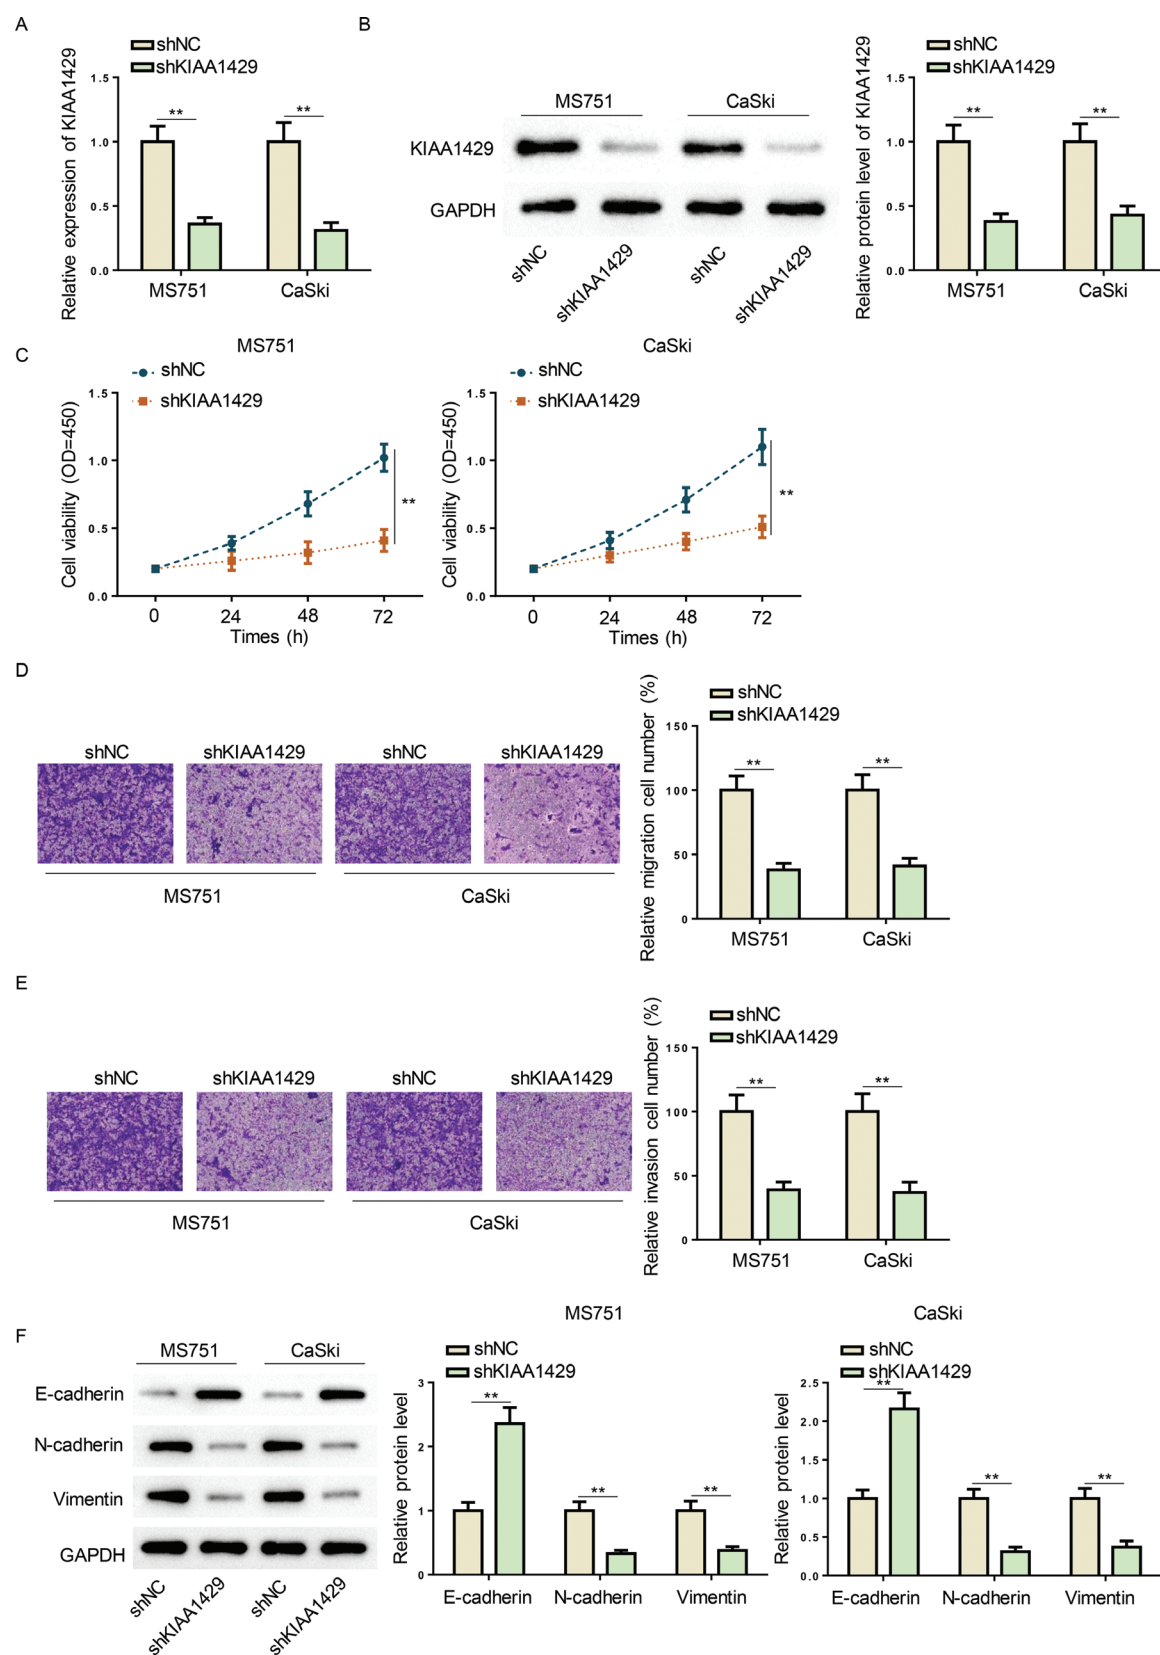 A
shNC
shKIAA1429
Relative expression of KIAA1429
1.5
1.0
0.5
0.0
**
**
MS751
CaSki
B
MS751
CaSki
KIAA1429
GAPDH
shNC
shKIAA1429
shNC
shKIAA1429
shNC
shKIAA1429
Relative protein level of KIAA1429
1.5
1.0
0.5
0.0
**
**
MS751
CaSki
C
MS751
shNC
shKIAA1429
Cell viability (OD=450)
1.5
1.0
0.5
0.0
**
0
24
48
72
Times (h)
CaSki
shNC
shKIAA1429
Cell viability (OD=450)
1.5
1.0
0.5
0.0
**
0
24
48
72
Times (h)
D
shNC
shKIAA1429
shNC
shKIAA1429
MS751
CaSki
shNC
shKIAA1429
Relative migration cell number (%)
150
100
50
0
**
**
MS751
CaSki
E
shNC
shKIAA1429
shNC
shKIAA1429
MS751
CaSki
shNC
shKIAA1429
Relative invasion cell number (%)
150
100
50
0
**
**
MS751
CaSki
F
MS751
CaSki
E-cadherin
N-cadherin
Vimentin
GAPDH
shNC
shKIAA1429
shNC
shKIAA1429
MS751
shNC
shKIAA1429
Relative protein level
3
2
1
0
**
**
**
E-cadherin
N-cadherin
Vimentin
CaSki
shNC
shKIAA1429
Relative protein level
2.5
2.0
1.5
1.0
0.5
0.0
**
**
**
E-cadherin
N-cadherin
Vimentin